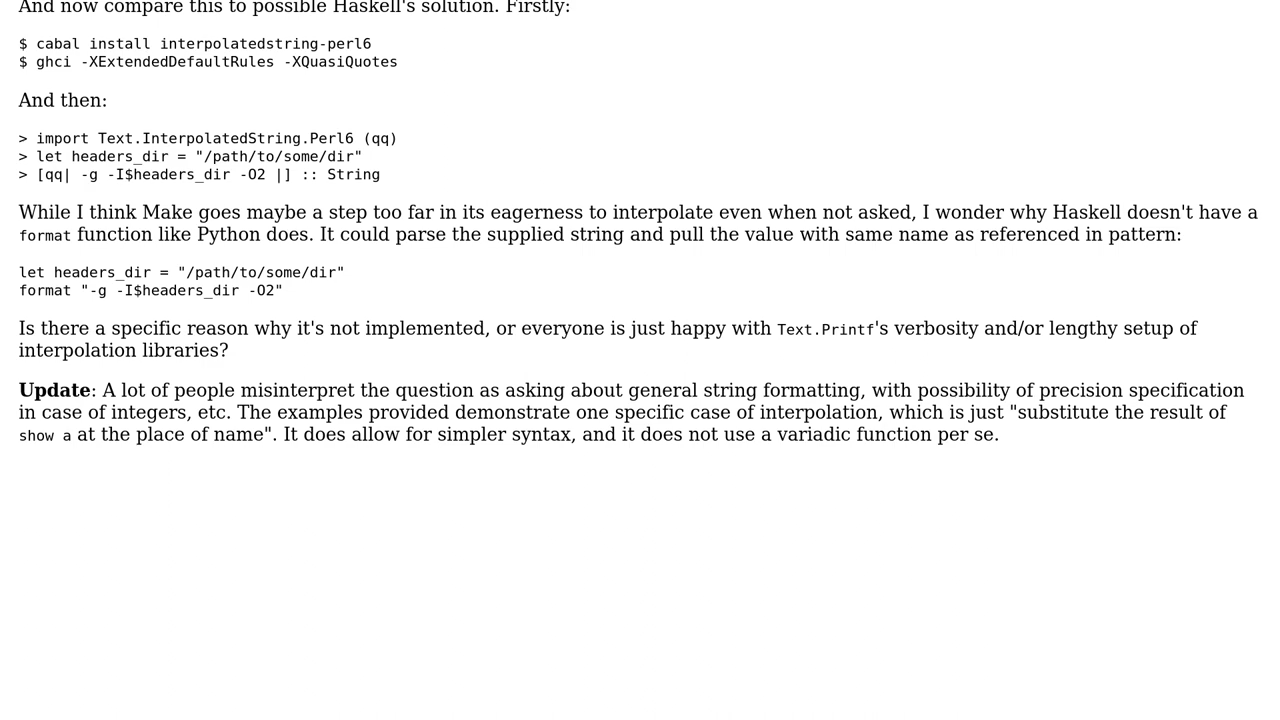 And now compare this to possible Haskell's solution. Firstly:
$ cabal install interpolatedstring-perl6
$ ghci -XExtendedDefaultRules -XQuasiQuotes
And then:
> import Text.InterpolatedString.Perl6 (qq)
> let headers_dir = "/path/to/some/dir"
> [qq| -g -I$headers_dir -O2 |] :: String
While I think Make goes maybe a step too far in its eagerness to interpolate even when not asked, I wonder why Haskell doesn't have a
format function like Python does. It could parse the supplied string and pull the value with same name as referenced in pattern:
let headers_dir = "/path/to/some/dir"
format "-g -I$headers_dir -O2"
Is there a specific reason why it's not implemented, or everyone is just happy with Text.Printf's verbosity and/or lengthy setup of
interpolation libraries?
Update: A lot of people misinterpret the question as asking about general string formatting, with possibility of precision specification
in case of integers, etc. The examples provided demonstrate one specific case of interpolation, which is just "substitute the result of
show a at the place of name". It does allow for simpler syntax, and it does not use a variadic function per se.